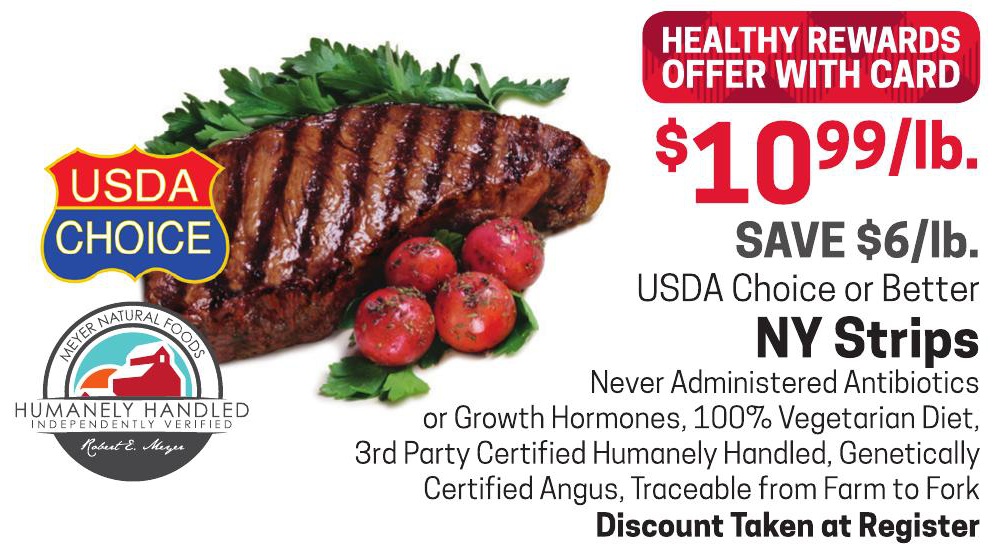 HEALTHY REWARDS
OFFER WITH CARD
$1099/lb.
SAVE $6/lb.
USDA Choice or Better
NY Strips
Never Administered Antibiotics
or Growth Hormones, 100% Vegetarian Diet,
3rd Party Certified Humanely Handled, Genetically
Certified Angus, Traceable from Farm to Fork
Discount Taken at Register
USDA
CHOICE
MEYER NATURAL FOODS
HUMANELY HANDLED
INDEPENDENTLY VERIFIED
Robert E. Meyer